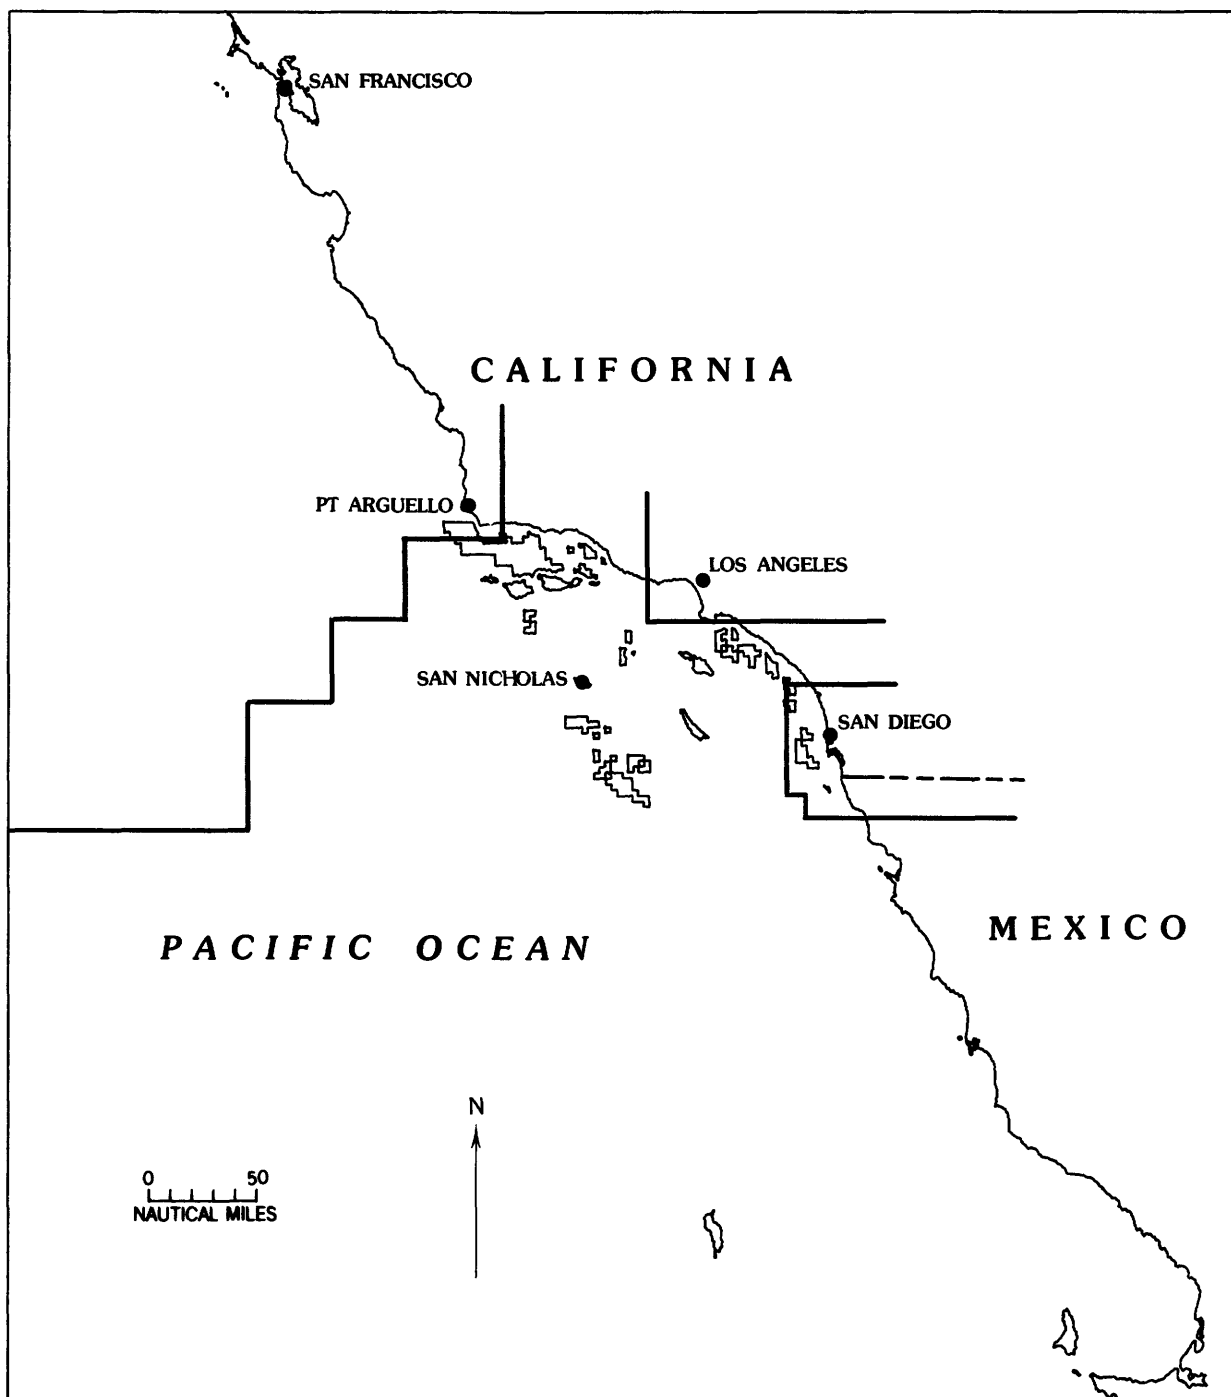 SAN FRANCISCO
CALIFORNIA
PT ARGUELLO
LOS ANGELES
SAN NICHOLAS
SAN DIEGO
MEXICO
PACIFIC OCEAN
N
0 50
NAUTICAL MILES